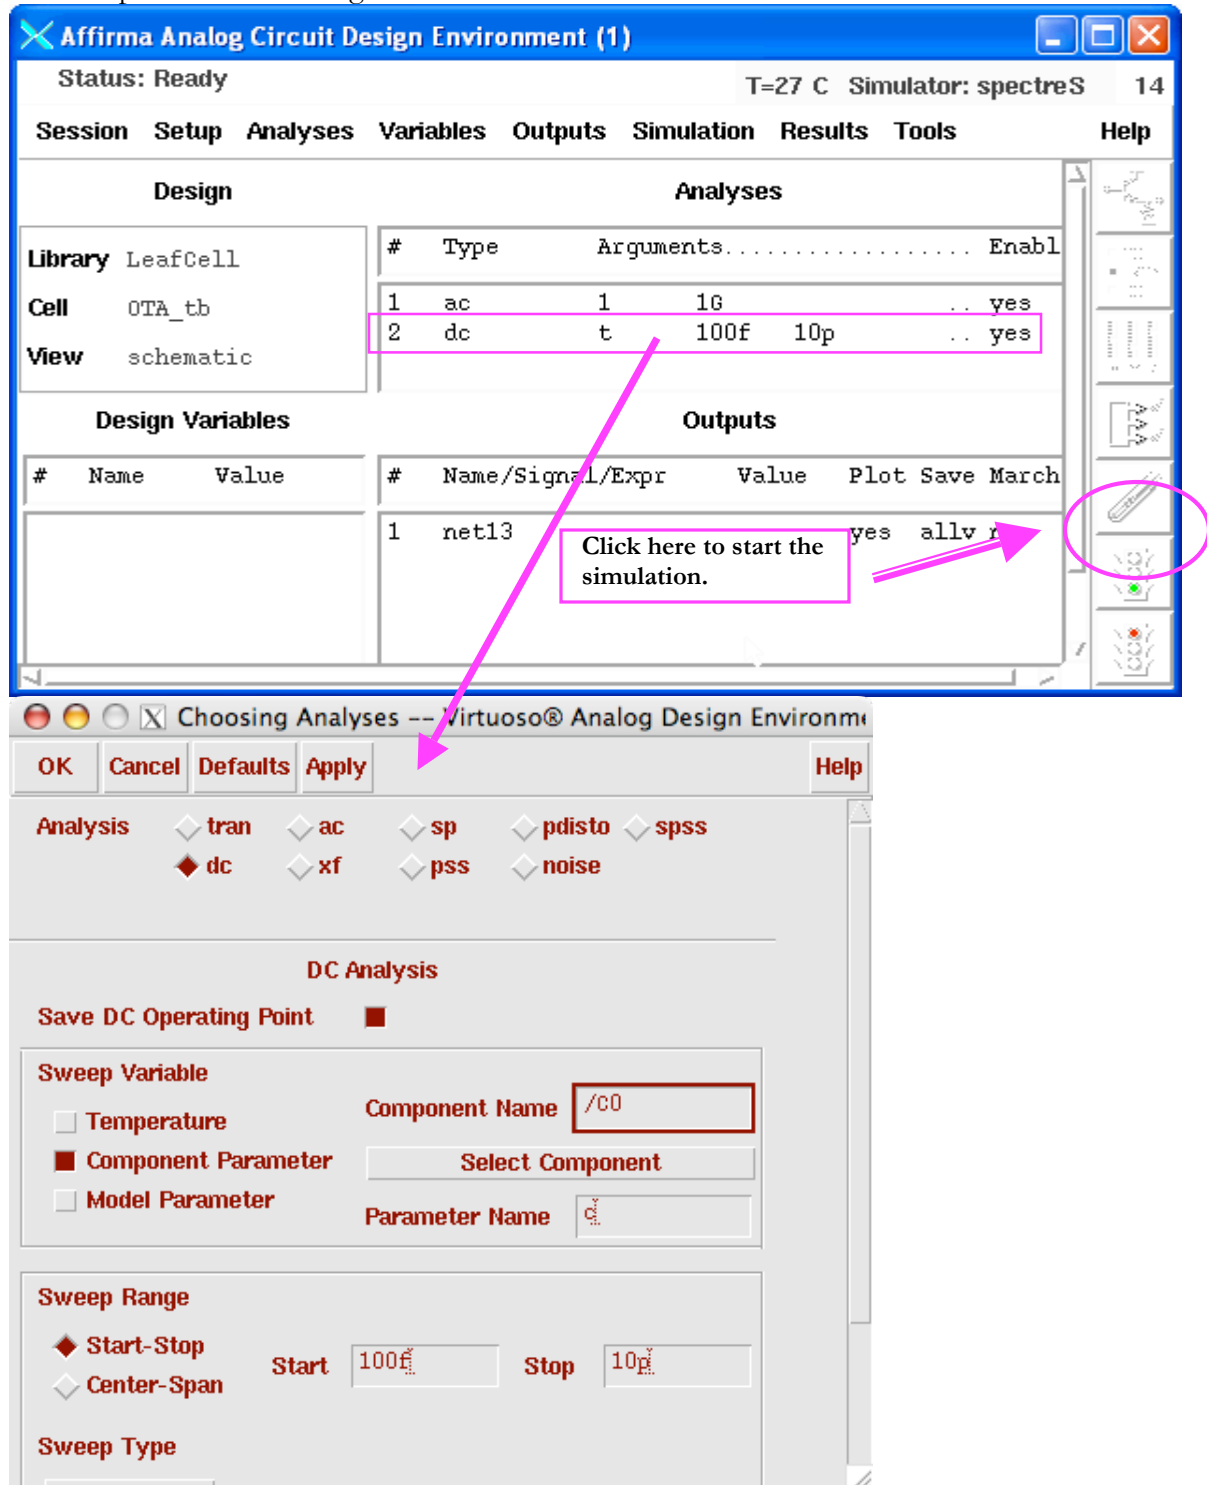 Affirma Analog Circuit Design Environment (1)
Status: Ready T=27 C Simulator: spectreS 14
Session Setup Analyses Variables Outputs Simulation Results Tools Help
Design
Analyses
Library LeafCell
Cell OTA_tb
View schematic
# Type Arguments..................... Enabl
1 ac 1 1G .. yes
2 dc t 100f 10p .. yes
Design Variables
Outputs
# Name Value
# Name/Signal/Expr Value Plot Save March
1 net13 yes allv
Click here to start the
simulation.
Choosing Analyses -- Virtuoso® Analog Design Environm
OK Cancel Defaults Apply Help
Analysis tran ac sp pdisto spss
dc xf pss noise
DC Analysis
Save DC Operating Point
Sweep Variable
Temperature
Component Parameter
Model Parameter
Component Name /C0
Select Component
Parameter Name c
Sweep Range
Start-Stop
Center-Span
Start 100f Stop 10p
Sweep Type